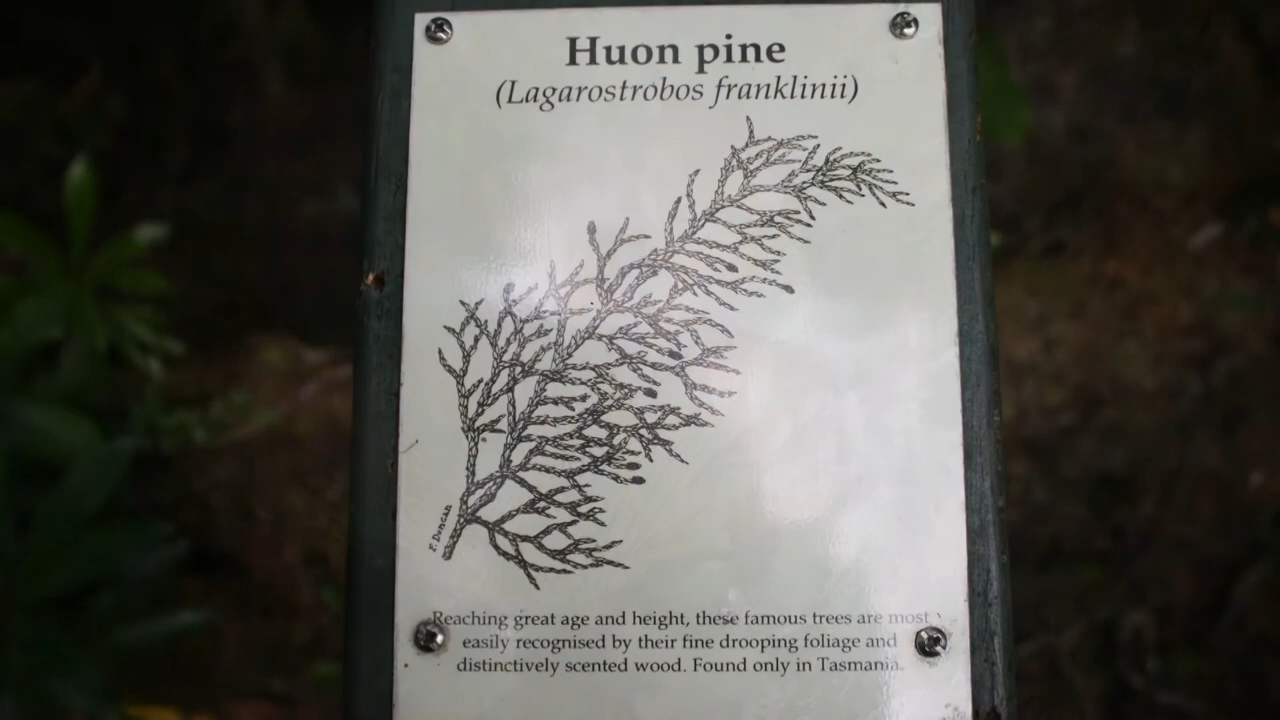 Huon pine
(Lagarostrobos franklinii)
F. Duncan
Reaching great age and height, these famous trees are most
easily recognised by their fine drooping foliage and
distinctively scented wood. Found only in Tasmania.